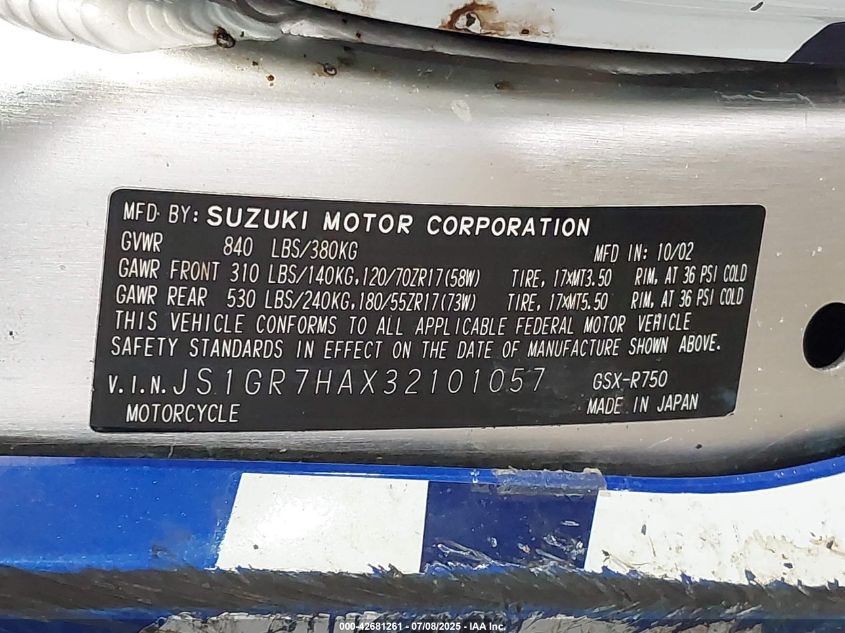 MFD BY: SUZUKI MOTOR CORPORATION
GVWR 840 LBS/380KG MFD IN: 10/02
GAWR FRONT 310 LBS/140KG,120/70ZR17(58W) TIRE, 17XMT3.50 RIM, AT 36 PSI COLD
GAWR REAR 530 LBS/240KG,180/55ZR17(73W) TIRE, 17XMT5.50 RIM, AT 36 PSI COLD
THIS VEHICLE CONFORMS TO ALL APPLICABLE FEDERAL MOTOR VEHICLE
SAFETY STANDARDS IN EFFECT ON THE DATE OF MANUFACTURE SHOWN ABOVE.
V.I.N. JS1GR7HAX32101057 GSX-R750
MOTORCYCLE MADE IN JAPAN
000-42681261 - 07/08/2025 - IAA Inc.